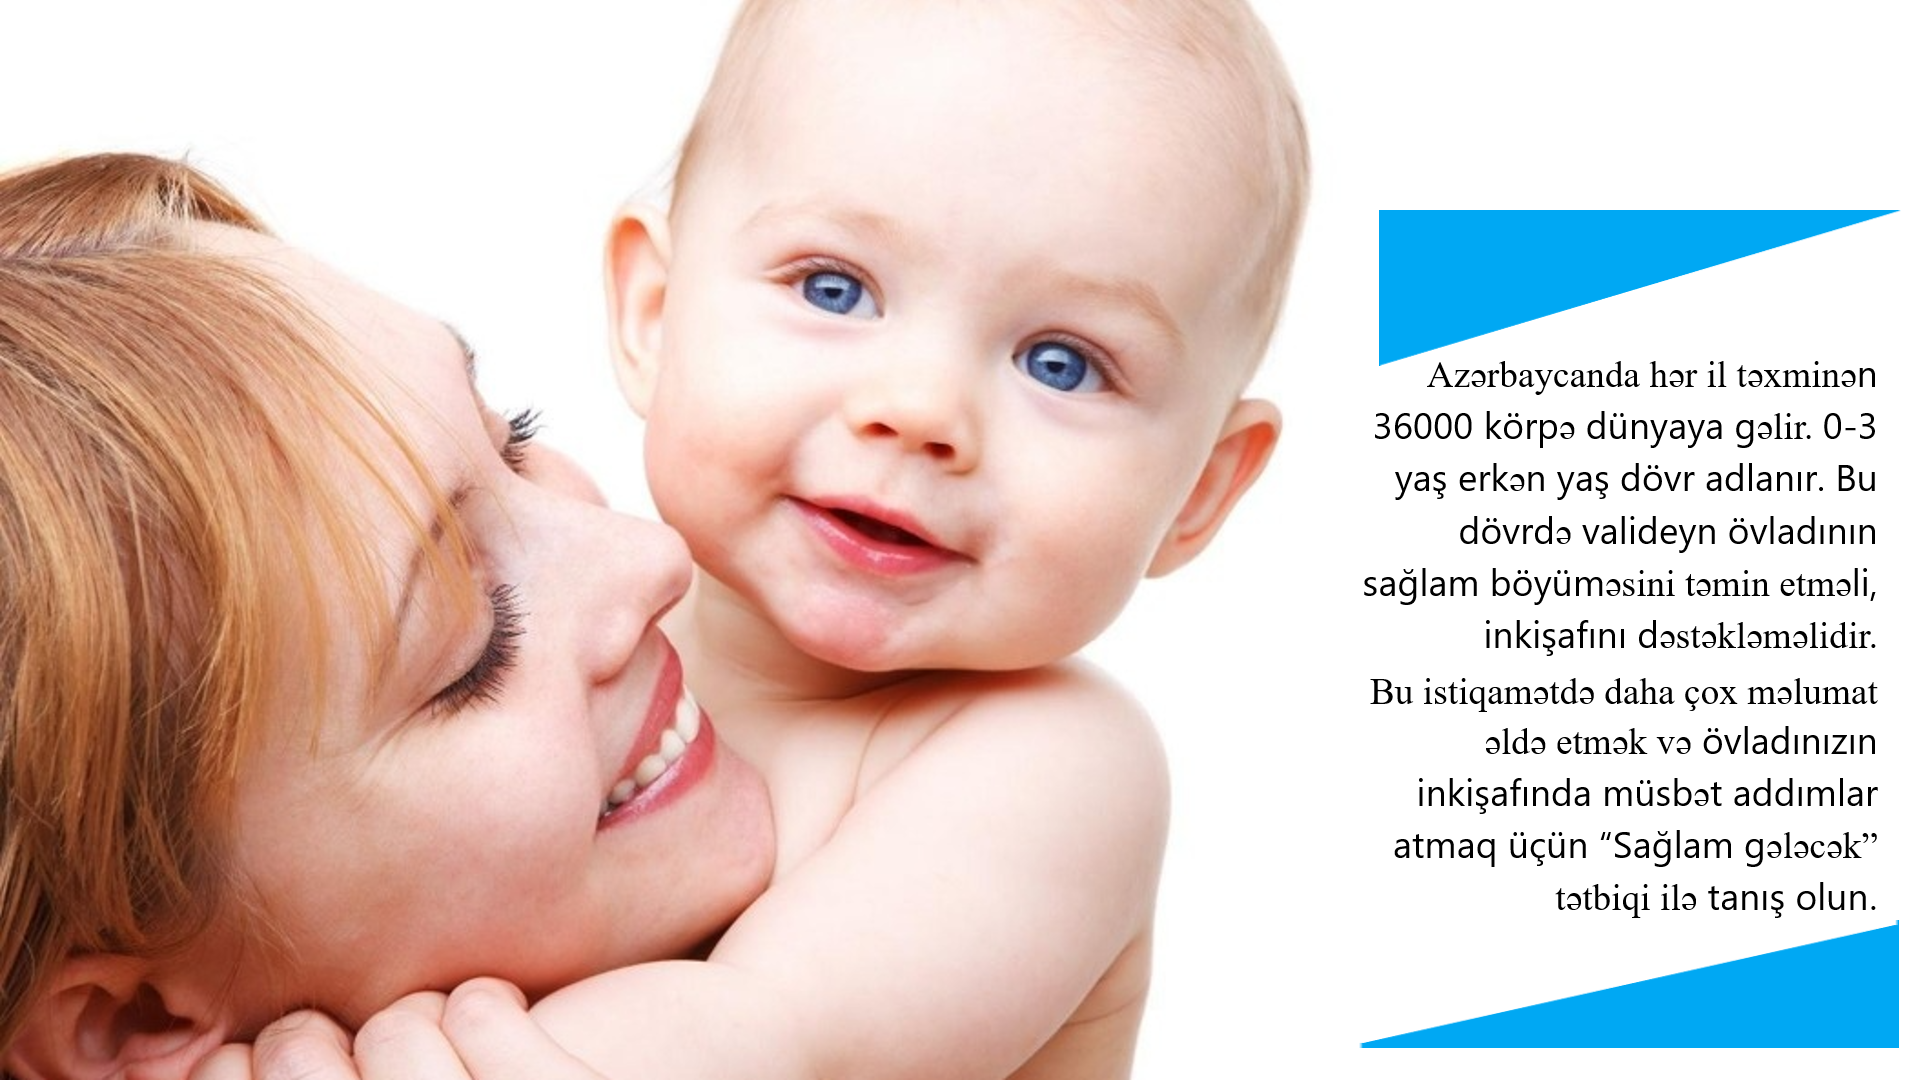 Azərbaycanda hər il təxminən
36000 körpə dünyaya gəlir. 0-3
yaş erkən yaş dövr adlanır. Bu
dövrdə valideyn övladının
sağlam böyüməsini təmin etməli,
inkişafını dəstəkləməlidir.
Bu istiqamətdə daha çox məlumat
əldə etmək və övladınızın
inkişafında müsbət addımlar
atmaq üçün “Sağlam gələcək”
tətbiqi ilə tanış olun.